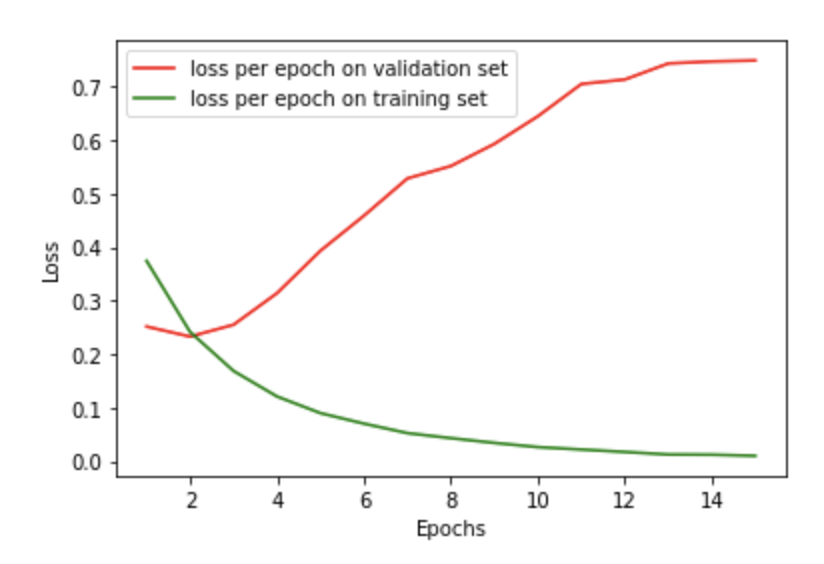 loss per epoch on validation set
loss per epoch on training set
0.7
0.6
0.5
0.4
0.3
0.2
0.1
0.0
Loss
2 4 6 8 10 12 14
Epochs